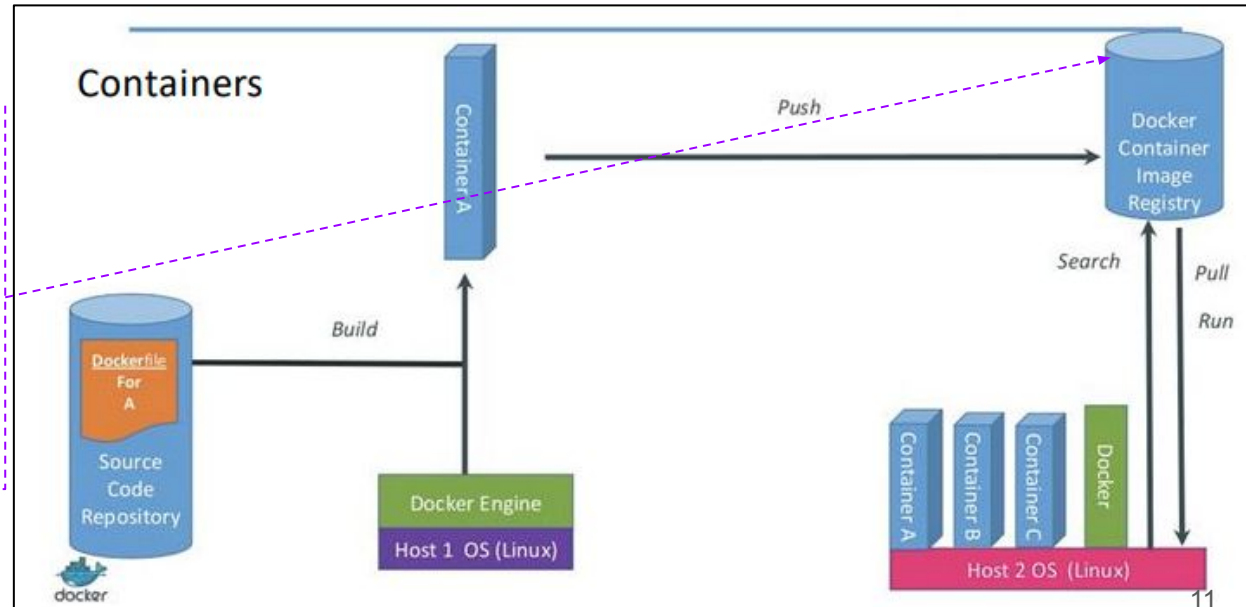 Containers
Container A
Push
Docker
Container
Image
Registry
Search
Pull
Run
Build
Dockerfile
For
A
Source
Code
Repository
Docker Engine
Host 1 OS (Linux)
Container A
Container B
Container C
Docker
Host 2 OS (Linux)
docker
11